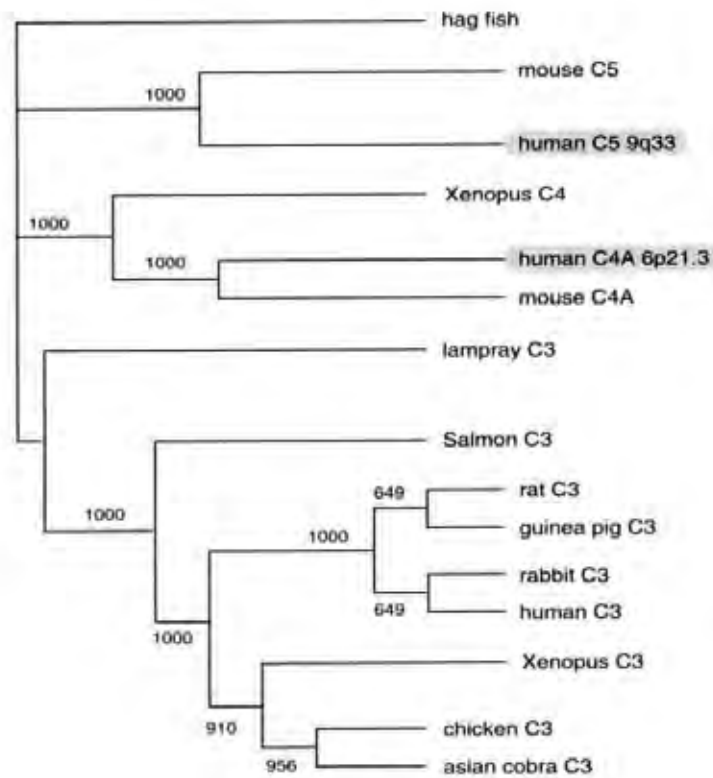 hag fish
mouse C5
1000
human C5 9q33
Xenopus C4
1000
human C4A 6p21.3
1000
mouse C4A
lampray C3
Salmon C3
rat C3
649
guinea pig C3
1000
1000
rabbit C3
649
human C3
1000
Xenopus C3
910
chicken C3
956
asian cobra C3